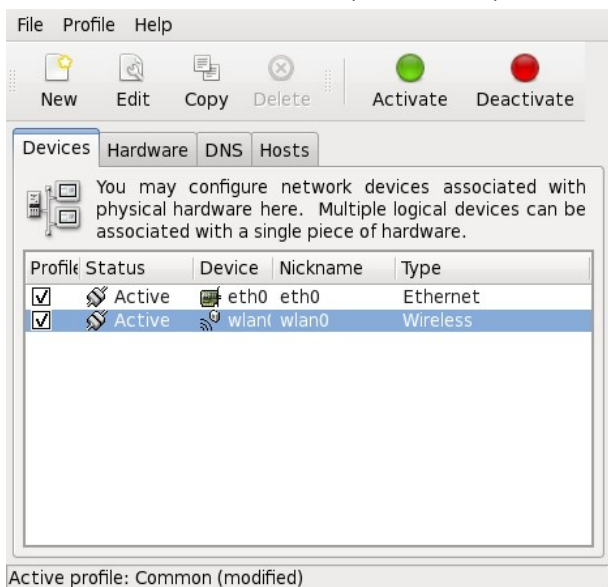 File Profile Help
New Edit Copy Delete Activate Deactivate
Devices Hardware DNS Hosts
You may configure network devices associated with
physical hardware here. Multiple logical devices can be
associated with a single piece of hardware.
Profile Status Device Nickname Type
Active eth0 eth0 Ethernet
Active wlan0 wlan0 Wireless
Active profile: Common (modified)